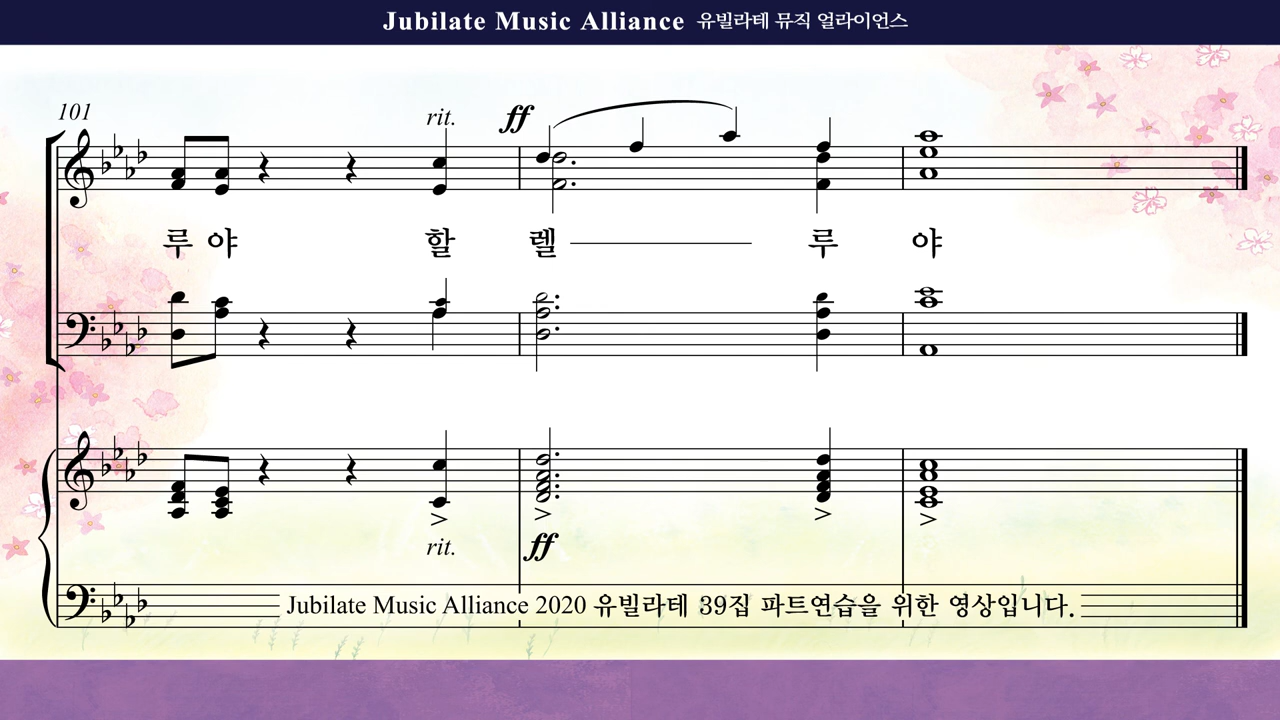 Jubilate Music Alliance 유빌라테 뮤직 얼라이언스
101
rit.
ff
루 야 할 렐 루 야
rit.
ff
Jubilate Music Alliance 2020 유빌라테 39집 파트연습을 위한 영상입니다.